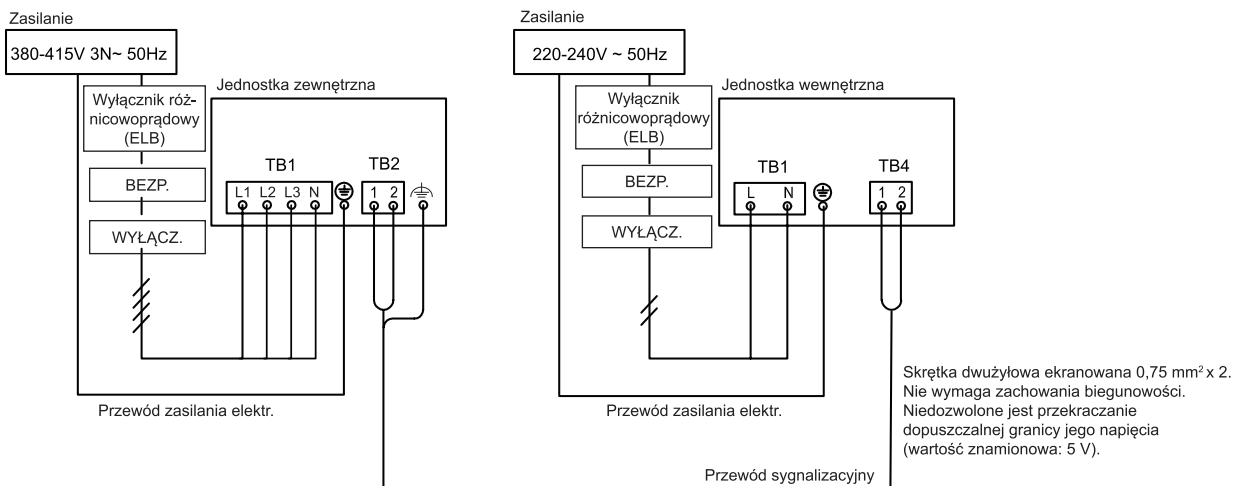 Zasilanie
380-415V 3N~ 50Hz
Wyłącznik róż-
nicowoprądowy
(ELB)
BEZP.
WYŁĄCZ.
Jednostka zewnętrzna
TB1
L1 L2 L3 N
TB2
1 2
Przewód zasilania elektr.
Zasilanie
220-240V ~ 50Hz
Wyłącznik
różnicowoprądowy
(ELB)
BEZP.
WYŁĄCZ.
Jednostka wewnętrzna
TB1
L N
TB4
1 2
Przewód zasilania elektr.
Skrętka dwużyłowa ekranowana 0,75 mm² x 2.
Nie wymaga zachowania biegunowości.
Niedozwolone jest przekraczanie
dopuszczalnej granicy jego napięcia
(wartość znamionowa: 5 V).
Przewód sygnalizacyjny